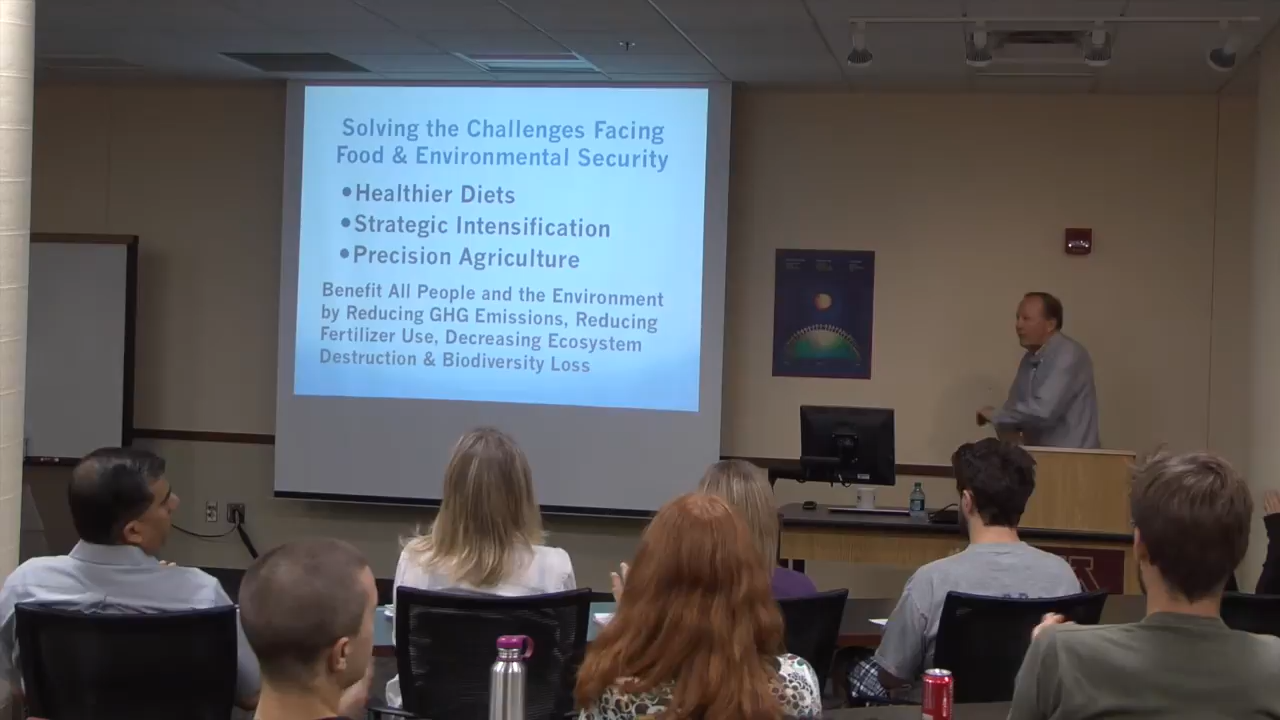 Solving the Challenges Facing
Food & Environmental Security
•Healthier Diets
•Strategic Intensification
•Precision Agriculture
Benefit All People and the Environment
by Reducing GHG Emissions, Reducing
Fertilizer Use, Decreasing Ecosystem
Destruction & Biodiversity Loss